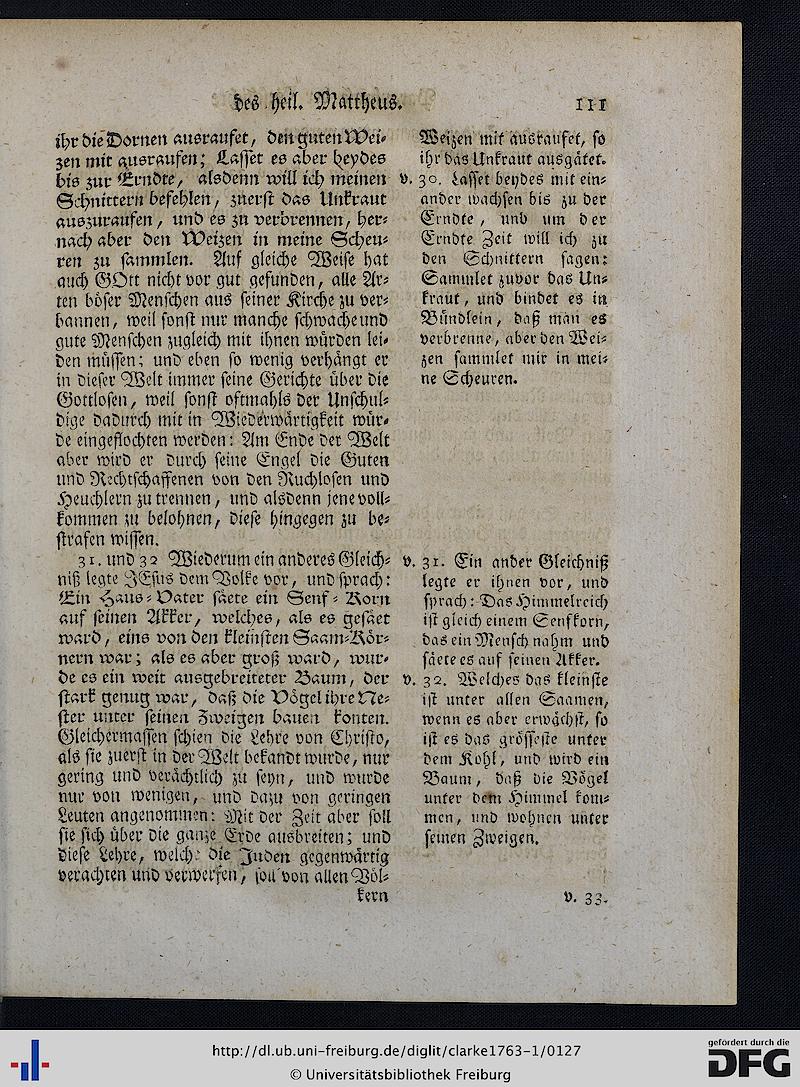 des heil. Mattheus.
111
ihr die Dornen ausraufet, den guten Wei-
zen mit ausraufen; Lasset es aber beydes
bis zur Erndte, alsdenn will ich meinen
Schnittern befehlen, zuerst das Unkraut
auszuraufen, und es zu verbrennen, her-
nach aber den Weizen in meine Scheu-
ren zu sammlen. Auf gleiche Weise hat
auch GOtt nicht vor gut gefunden, alle Ar-
ten böser Menschen aus seiner Kirche zu ver-
bannen, weil sonst nur manche schwache und
gute Menschen zugleich mit ihnen würden lei-
den müssen; und eben so wenig verhängt er
in dieser Welt immer seine Gerichte über die
Gottlosen, weil sonst oftmahls der Unschul-
dige dadurch mit in Wiederwärtigkeit wür-
de eingeflochten werden: Am Ende der Welt
aber wird er durch seine Engel die Guten
und Rechtschaffenen von den Ruchlosen und
Heuchlern zu trennen, und alsdenn jene voll-
kommen zu belohnen, diese hingegen zu be-
strafen wissen.
31. und 32 Wiederum ein anderes Gleich-
niß legte JEsus dem Volke vor, und sprach:
Ein Haus-Vater säete ein Senf-Korn
auf seinen Akker, welches, als es gesäet
ward, eins von den kleinsten Saam-Kör-
nern war; als es aber groß ward, wur-
de es ein weit ausgebreiteter Baum, der
stark genug war, daß die Vögel ihre Ne-
ster unter seinen Zweigen bauen konten.
Gleichermassen schien die Lehre von Christo,
als sie zuerst in der Welt bekandt wurde, nur
gering und verächtlich zu seyn, und wurde
nur von wenigen, und dazu von geringen
Leuten angenommen: Mit der Zeit aber soll
sie sich über die ganze Erde ausbreiten; und
diese Lehre, welche die Juden gegenwärtig
verachten und verwerfen, soll von allen Völ-
kern
Weizen mit ausraufet, so
ihr das Unkraut ausgätet.
v. 30. Lasset beydes mit ein-
ander wachsen bis zu der
Erndte, und um der
Erndte Zeit will ich zu
den Schnittern sagen:
Sammlet zuvor das Un-
kraut, und bindet es in
Bündlein, daß man es
verbrenne, aber den Wei-
zen sammlet mir in mei-
ne Scheuren.
v. 31. Ein ander Gleichniß
legte er ihnen vor, und
sprach: Das Himmelreich
ist gleich einem Senfkorn,
das ein Mensch nahm und
säete es auf seinen Akker.
v. 32. Welches das kleinste
ist unter allen Saamen,
wenn es aber erwächst, so
ist es das grösseste unter
dem Kohl, und wird ein
Baum, daß die Vögel
unter dem Himmel kom-
men, und wohnen unter
seinen Zweigen.
v. 33.
http://dl.ub.uni-freiburg.de/diglit/clarke1763-1/0127
© Universitätsbibliothek Freiburg
gefördert durch die
DFG